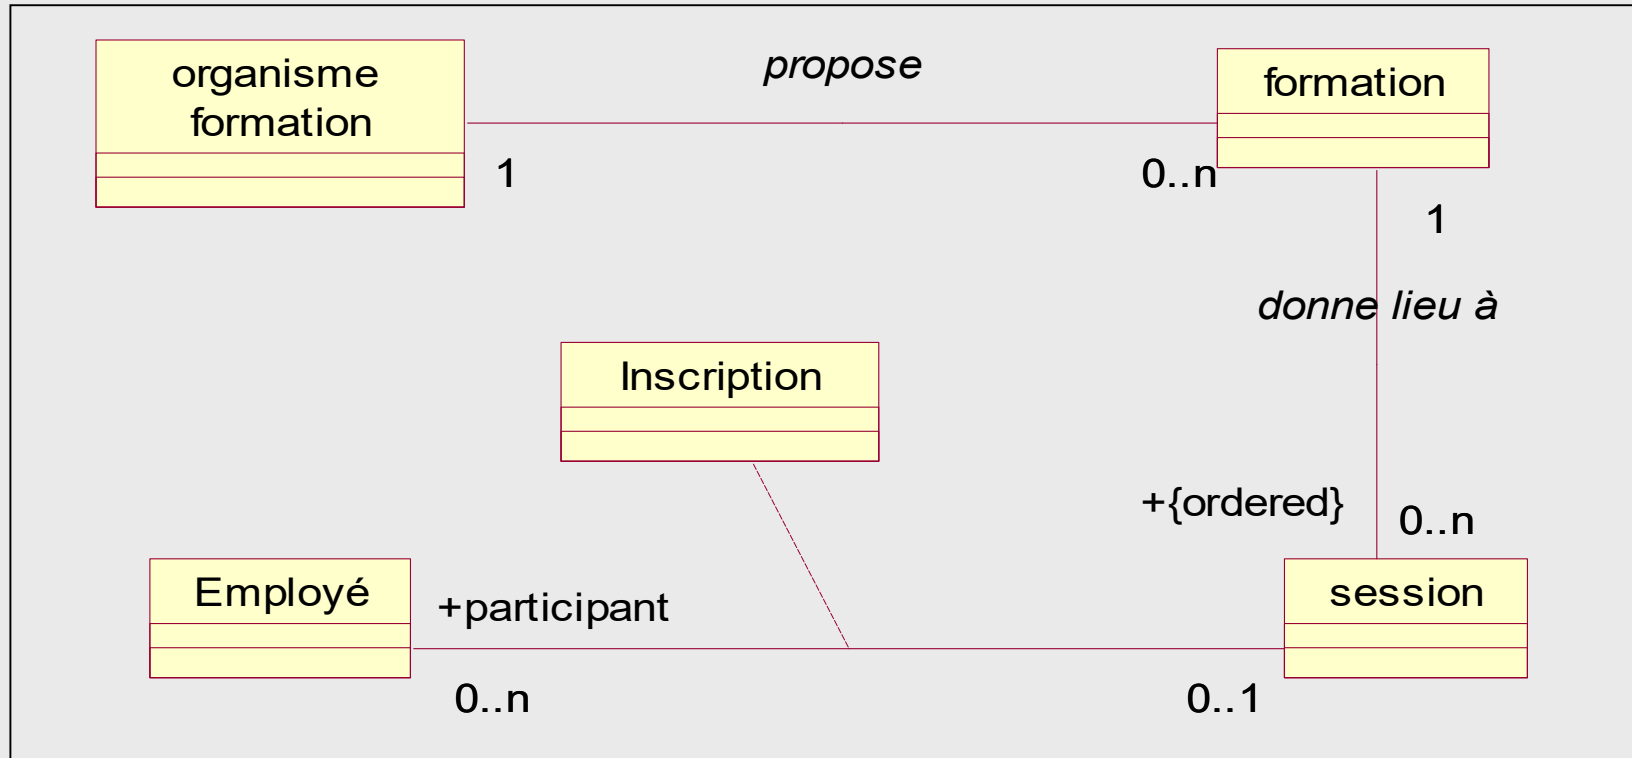 organisme
formation
propose
formation
1
0..n
1
donne lieu à
Inscription
+{ordered}
0..n
Employé
+participant
session
0..n
0..1